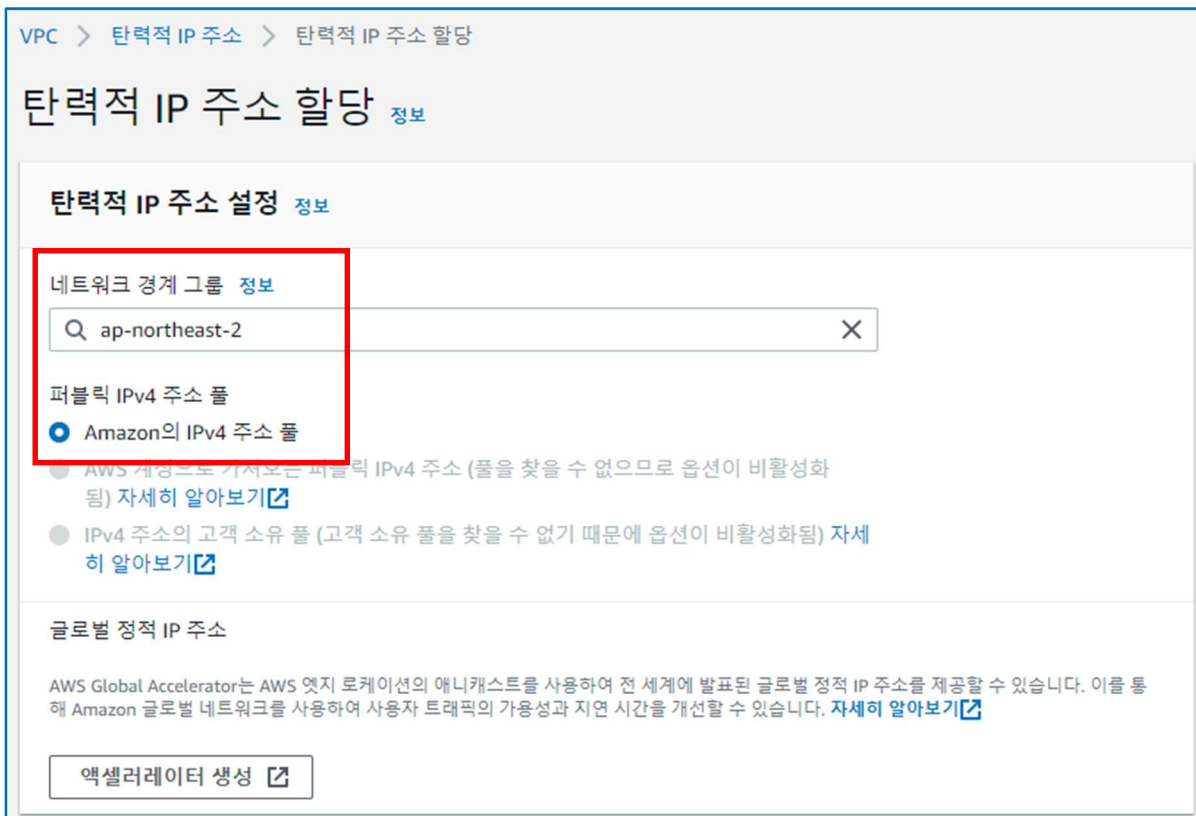 VPC > 탄력적 IP 주소 > 탄력적 IP 주소 할당
탄력적 IP 주소 할당 정보
탄력적 IP 주소 설정 정보
네트워크 경계 그룹 정보
ap-northeast-2
퍼블릭 IPv4 주소 풀
Amazon의 IPv4 주소 풀
AWS 계정으로 가져오는 퍼블릭 IPv4 주소 (풀을 찾을 수 없으므로 옵션이 비활성화
됨) 자세히 알아보기
IPv4 주소의 고객 소유 풀 (고객 소유 풀을 찾을 수 없기 때문에 옵션이 비활성화됨) 자세
히 알아보기
글로벌 정적 IP 주소
AWS Global Accelerator는 AWS 엣지 로케이션의 애니캐스트를 사용하여 전 세계에 발표된 글로벌 정적 IP 주소를 제공할 수 있습니다. 이를 통
해 Amazon 글로벌 네트워크를 사용하여 사용자 트래픽의 가용성과 지연 시간을 개선할 수 있습니다. 자세히 알아보기
액셀러레이터 생성